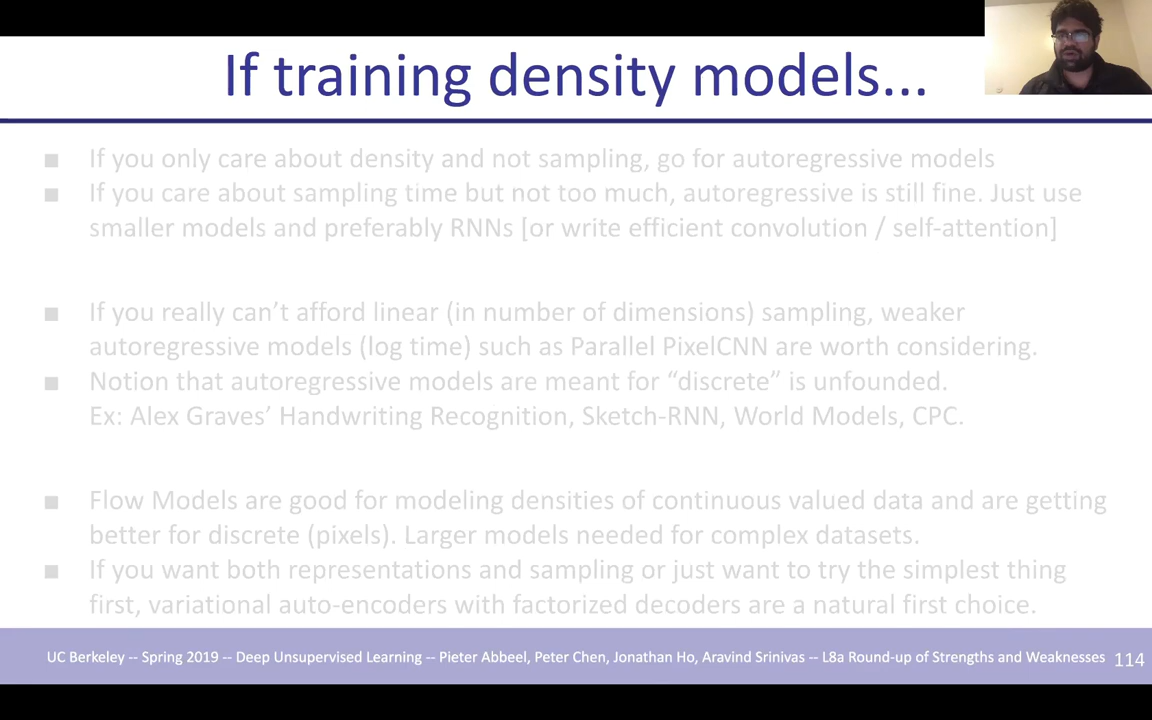 If training density models...
■ If you only care about density and not sampling, go for autoregressive models
■ If you care about sampling time but not too much, autoregressive is still fine. Just use
smaller models and preferably RNNs [or write efficient convolution / self-attention]
■ If you really can’t afford linear (in number of dimensions) sampling, weaker
autoregressive models (log time) such as Parallel PixelCNN are worth considering.
■ Notion that autoregressive models are meant for “discrete” is unfounded.
Ex: Alex Graves’ Handwriting Recognition, Sketch-RNN, World Models, CPC.
■ Flow Models are good for modeling densities of continuous valued data and are getting
better for discrete (pixels). Larger models needed for complex datasets.
■ If you want both representations and sampling or just want to try the simplest thing
first, variational auto-encoders with factorized decoders are a natural first choice.
UC Berkeley -- Spring 2019 -- Deep Unsupervised Learning -- Pieter Abbeel, Peter Chen, Jonathan Ho, Aravind Srinivas -- L8a Round-up of Strengths and Weaknesses 114